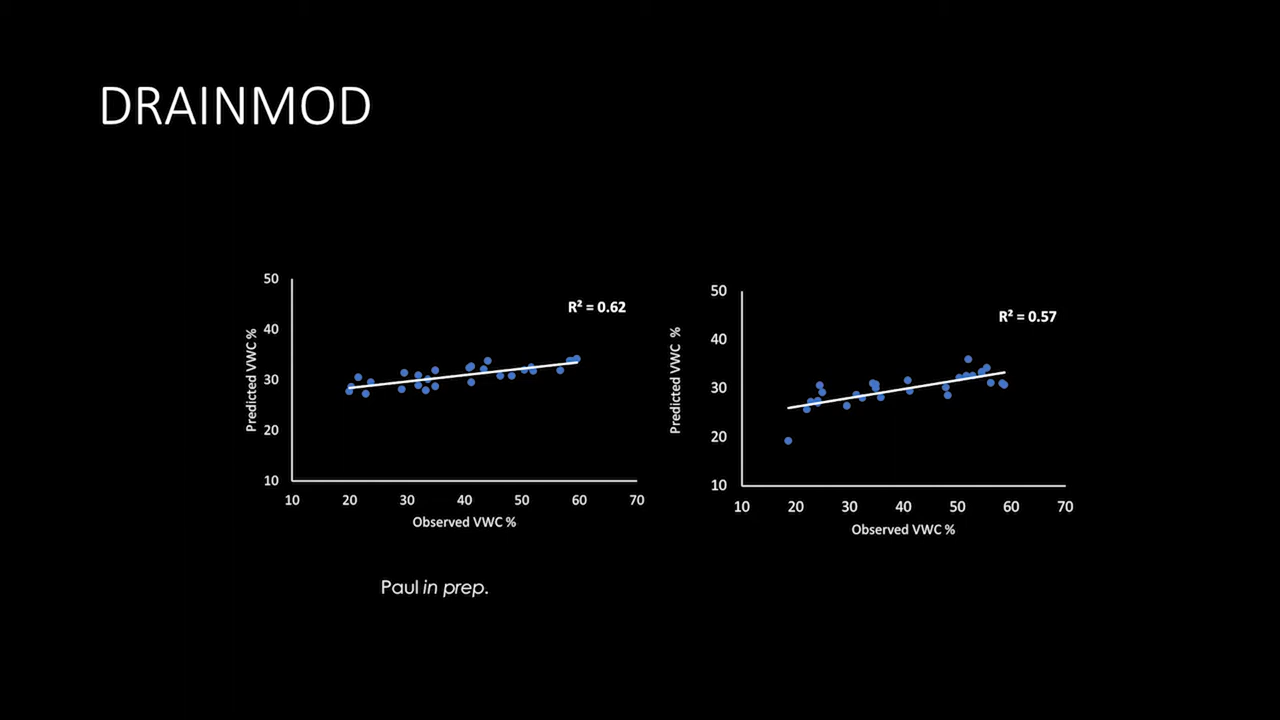 DRAINMOD
50
40
30
20
10
Predicted VWC %
R² = 0.62
10 20 30 40 50 60 70
Observed VWC %
50
40
30
20
10
Predicted VWC %
R² = 0.57
10 20 30 40 50 60 70
Observed VWC %
Paul in prep.